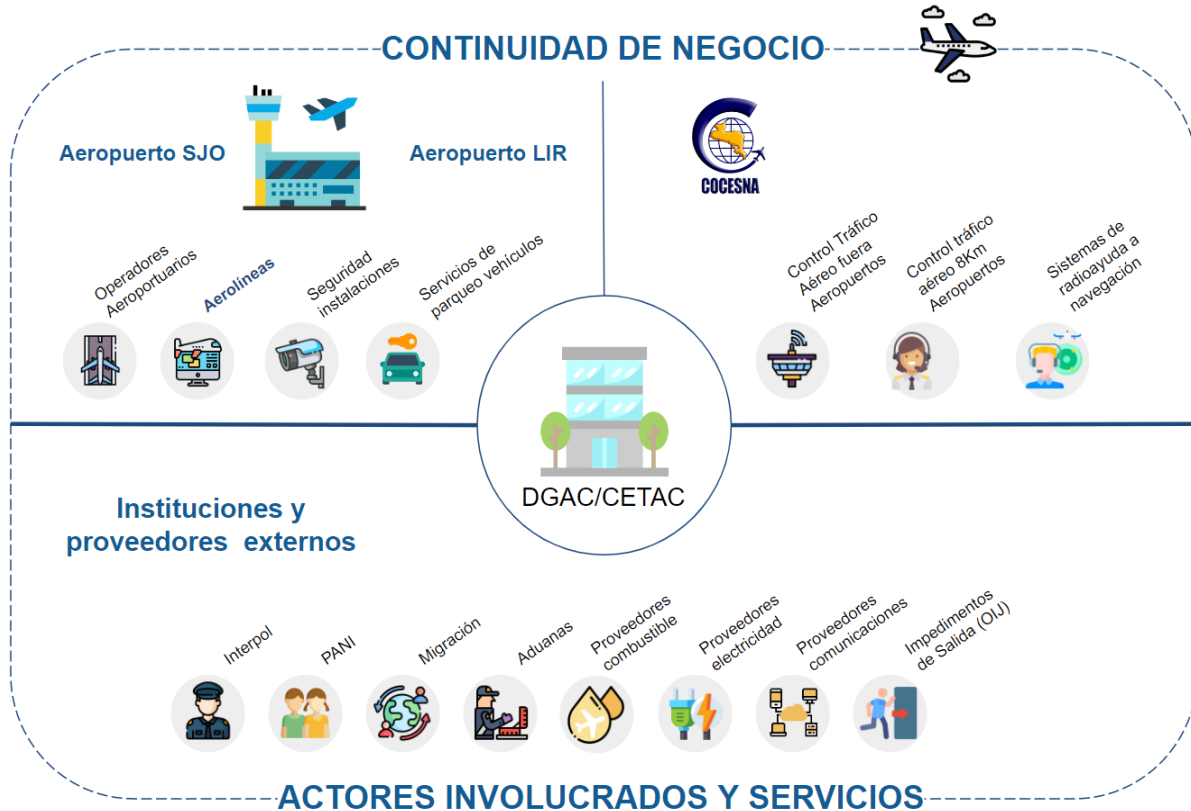 CONTINUIDAD DE NEGOCIO
Aeropuerto SJO
Aeropuerto LIR
COCESNA
Operadores
Aeroportuarios
Aerolíneas
Seguridad
instalaciones
Servicios de
parqueo vehículos
Control Tráfico
Aéreo fuera
Aeropuertos
Control tráfico
aéreo 8Km
Aeropuertos
Sistemas de
radioayuda a
navegación
DGAC/CETAC
Instituciones y
proveedores externos
Interpol
PANI
Migración
Aduanas
Proveedores
combustible
Proveedores
electricidad
Proveedores
comunicaciones
Impedimentos
de Salida (OIJ)
ACTORES INVOLUCRADOS Y SERVICIOS